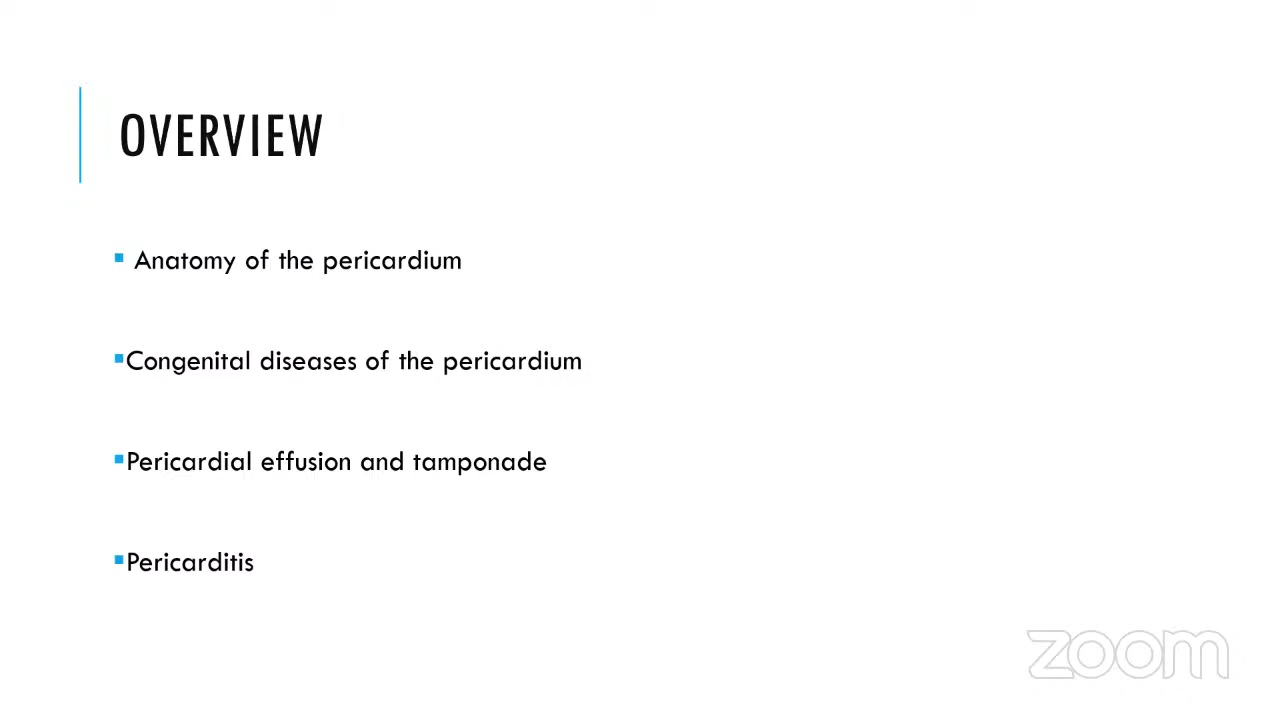 OVERVIEW
▪ Anatomy of the pericardium
▪Congenital diseases of the pericardium
▪Pericardial effusion and tamponade
▪Pericarditis
zoom